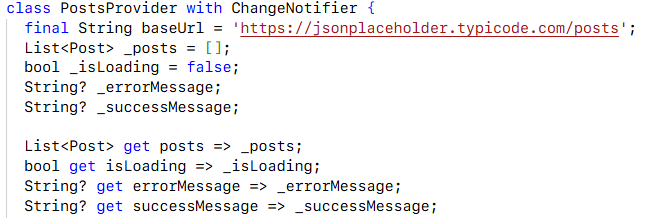 class PostsProvider with ChangeNotifier {
  final String baseUrl = 'https://jsonplaceholder.typicode.com/posts';
  List<Post> _posts = [];
  bool _isLoading = false;
  String? _errorMessage;
  String? _successMessage;

  List<Post> get posts => _posts;
  bool get isLoading => _isLoading;
  String? get errorMessage => _errorMessage;
  String? get successMessage => _successMessage;